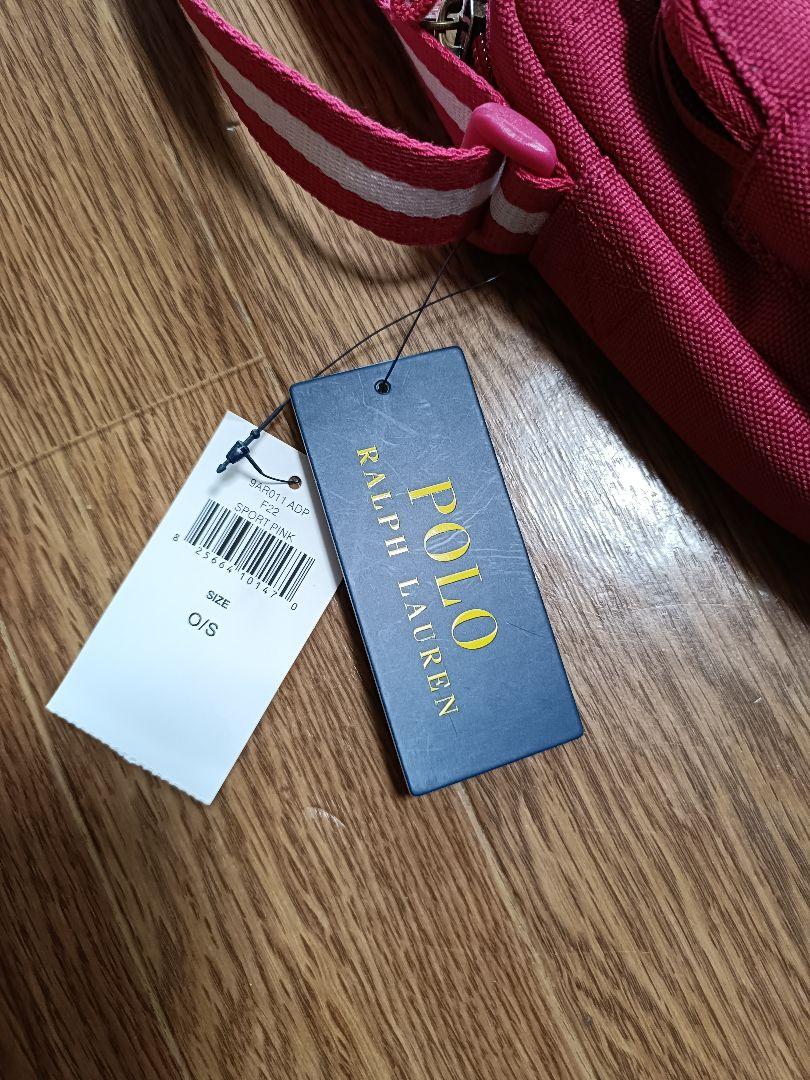 9AR011 ADP
F22
SPORT PINK
8 25664 10147 0
SIZE
O/S
POLO
RALPH LAUREN